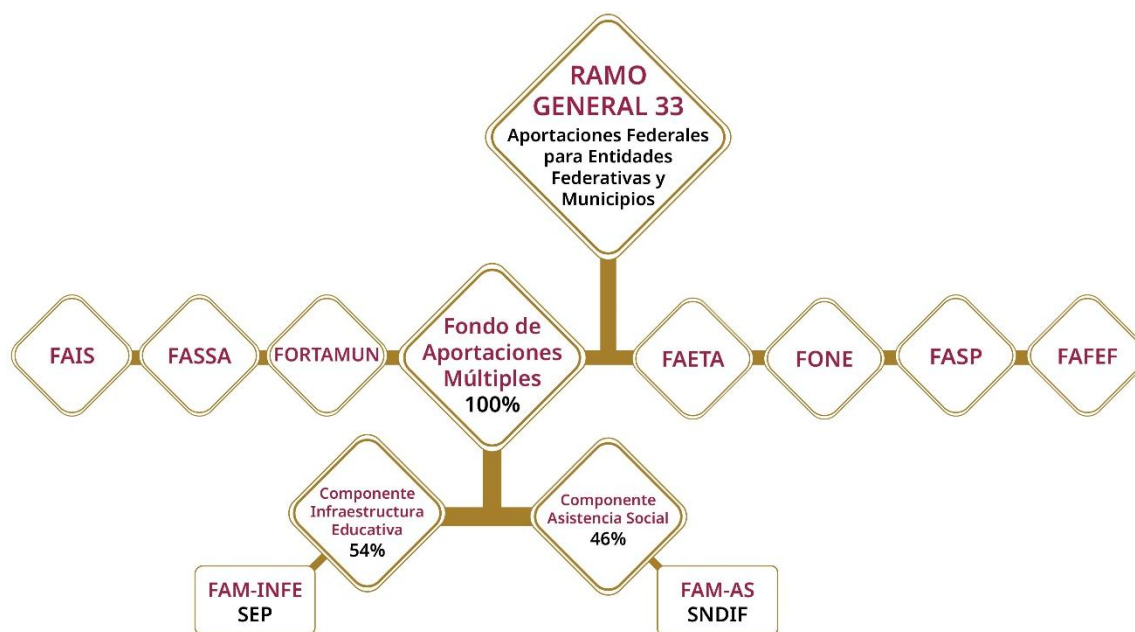 RAMO
GENERAL 33
Aportaciones Federales
para Entidades
Federativas y
Municipios
FAIS
FASSA
FORTAMUN
Fondo de
Aportaciones
Múltiples
100%
FAETA
FONE
FASP
FAFEF
Componente
Infraestructura
Educativa
54%
Componente
Asistencia Social
46%
FAM-INFE
SEP
FAM-AS
SNDIF